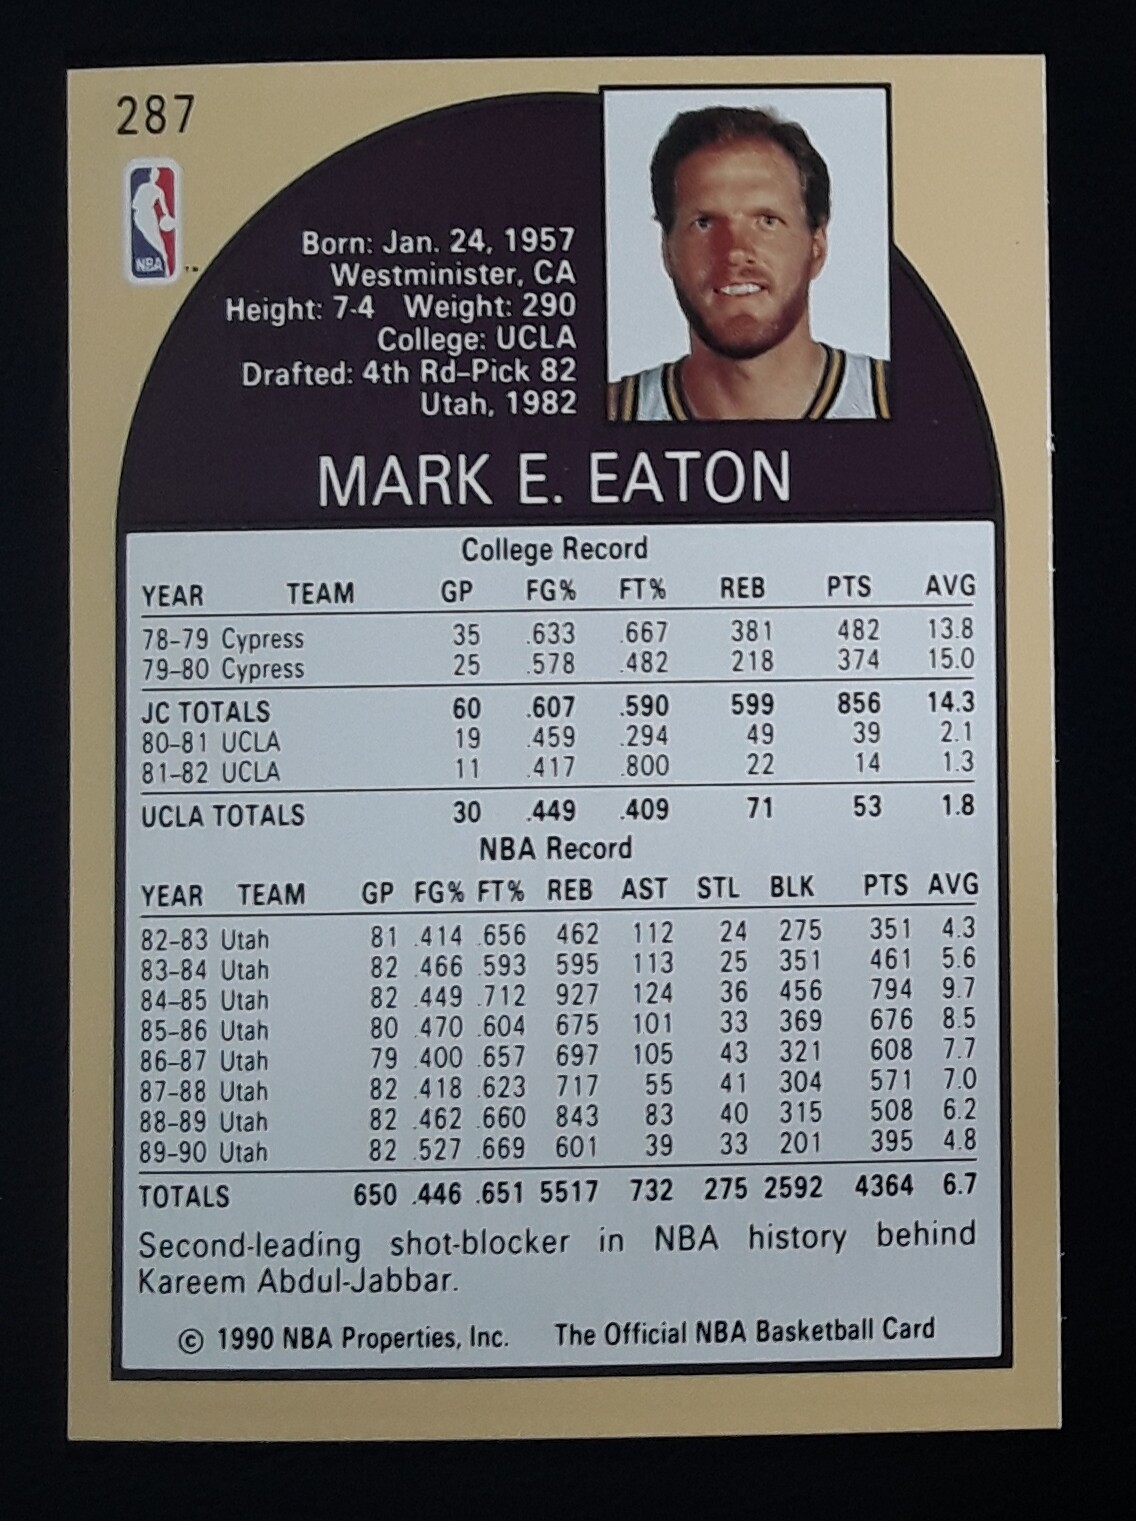 287
NBA
TM
Born: Jan. 24, 1957
Westminister, CA
Height: 7-4 Weight: 290
College: UCLA
Drafted: 4th Rd–Pick 82
Utah, 1982
MARK E. EATON
College Record
YEAR TEAM GP FG% FT% REB PTS AVG
78–79 Cypress 35 .633 .667 381 482 13.8
79–80 Cypress 25 .578 .482 218 374 15.0
JC TOTALS 60 .607 .590 599 856 14.3
80–81 UCLA 19 .459 .294 49 39 2.1
81–82 UCLA 11 .417 .800 22 14 1.3
UCLA TOTALS 30 .449 .409 71 53 1.8
NBA Record
YEAR TEAM GP FG% FT% REB AST STL BLK PTS AVG
82–83 Utah 81 .414 .656 462 112 24 275 351 4.3
83–84 Utah 82 .466 .593 595 113 25 351 461 5.6
84–85 Utah 82 .449 .712 927 124 36 456 794 9.7
85–86 Utah 80 .470 .604 675 101 33 369 676 8.5
86–87 Utah 79 .400 .657 697 105 43 321 608 7.7
87–88 Utah 82 .418 .623 717 55 41 304 571 7.0
88–89 Utah 82 .462 .660 843 83 40 315 508 6.2
89–90 Utah 82 .527 .669 601 39 33 201 395 4.8
TOTALS 650 .446 .651 5517 732 275 2592 4364 6.7
Second-leading shot-blocker in NBA history behind
Kareem Abdul-Jabbar.
© 1990 NBA Properties, Inc. The Official NBA Basketball Card